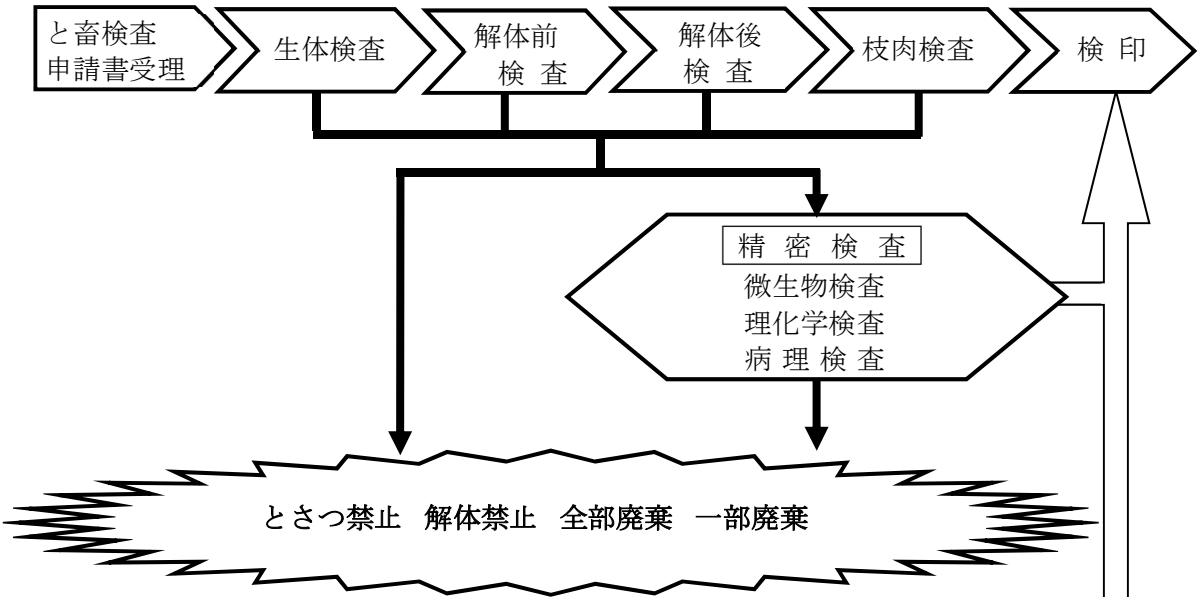 と畜検査
申請書受理
生体検査
解体前
検 査
解体後
検 査
枝肉検査
検 印
精 密 検 査
微生物検査
理化学検査
病 理 検 査
とさつ禁止 解体禁止 全部廃棄 一部廃棄